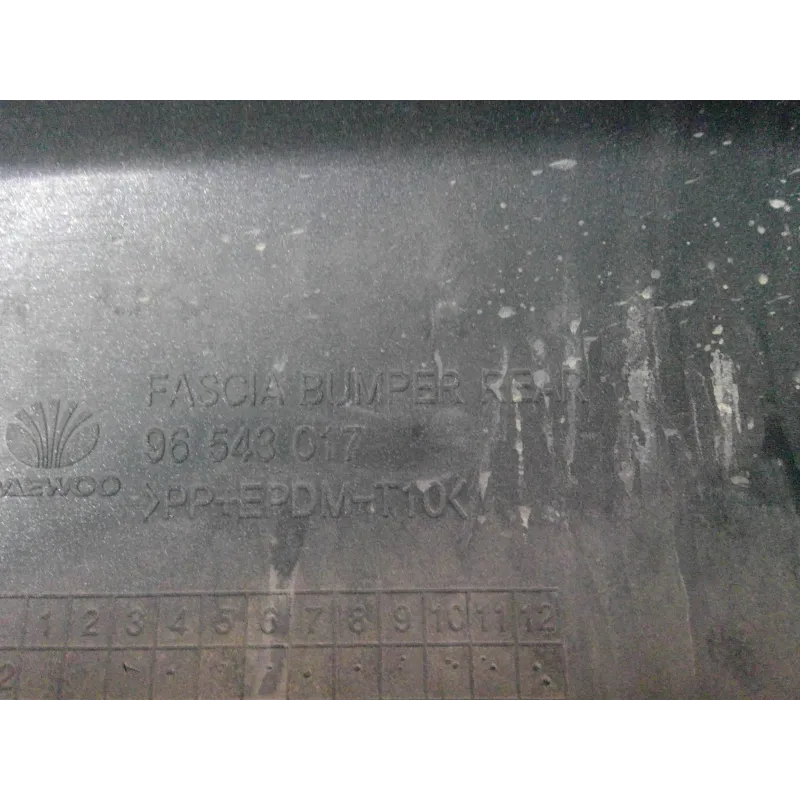 FASCIA BUMPER REAR
96 543 017
DAEWOO
>PP+EPDM-T10<
1 2 3 4 5 6 7 8 9 10 11 12
2